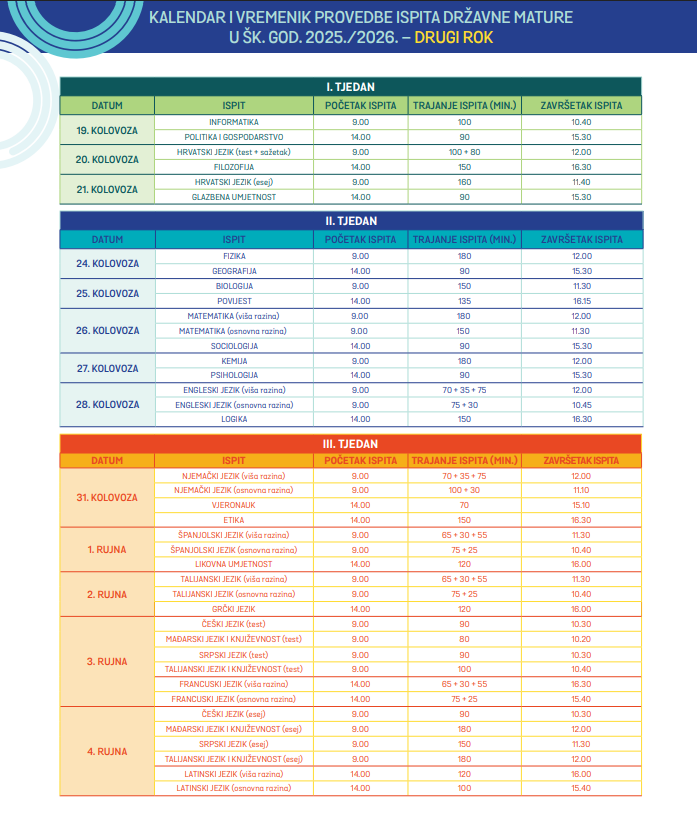 KALENDAR I VREMENIK PROVEDBE ISPITA DRŽAVNE MATURE
U ŠK. GOD. 2025./2026. – DRUGI ROK
I. TJEDAN
DATUM ISPIT POČETAK ISPITA TRAJANJE ISPITA (MIN.) ZAVRŠETAK ISPITA
19. KOLOVOZA
INFORMATIKA 9.00 100 10.40
POLITIKA I GOSPODARSTVO 14.00 90 15.30
20. KOLOVOZA
HRVATSKI JEZIK (test + sažetak) 9.00 100 + 80 12.00
FILOZOFIJA 14.00 150 16.30
21. KOLOVOZA
HRVATSKI JEZIK (esej) 9.00 160 11.40
GLAZBENA UMJETNOST 14.00 90 15.30
II. TJEDAN
DATUM ISPIT POČETAK ISPITA TRAJANJE ISPITA (MIN.) ZAVRŠETAK ISPITA
24. KOLOVOZA
FIZIKA 9.00 180 12.00
GEOGRAFIJA 14.00 90 15.30
25. KOLOVOZA
BIOLOGIJA 9.00 150 11.30
POVIJEST 14.00 135 16.15
26. KOLOVOZA
MATEMATIKA (viša razina) 9.00 180 12.00
MATEMATIKA (osnovna razina) 9.00 150 11.30
SOCIOLOGIJA 14.00 90 15.30
27. KOLOVOZA
KEMIJA 9.00 180 12.00
PSIHOLOGIJA 14.00 90 15.30
28. KOLOVOZA
ENGLESKI JEZIK (viša razina) 9.00 70 + 35 + 75 12.00
ENGLESKI JEZIK (osnovna razina) 9.00 75 + 30 10.45
LOGIKA 14.00 150 16.30
III. TJEDAN
DATUM ISPIT POČETAK ISPITA TRAJANJE ISPITA (MIN.) ZAVRŠETAK ISPITA
31. KOLOVOZA
NJEMAČKI JEZIK (viša razina) 9.00 70 + 35 + 75 12.00
NJEMAČKI JEZIK (osnovna razina) 9.00 100 + 30 11.10
VJERONAUK 14.00 70 15.10
ETIKA 14.00 150 16.30
1. RUJNA
ŠPANJOLSKI JEZIK (viša razina) 9.00 65 + 30 + 55 11.30
ŠPANJOLSKI JEZIK (osnovna razina) 9.00 75 + 25 10.40
LIKOVNA UMJETNOST 14.00 120 16.00
2. RUJNA
TALIJANSKI JEZIK (viša razina) 9.00 65 + 30 + 55 11.30
TALIJANSKI JEZIK (osnovna razina) 9.00 75 + 25 10.40
GRČKI JEZIK 14.00 120 16.00
3. RUJNA
ČEŠKI JEZIK (test) 9.00 90 10.30
MAĐARSKI JEZIK I KNJIŽEVNOST (test) 9.00 80 10.20
SRPSKI JEZIK (test) 9.00 90 10.30
TALIJANSKI JEZIK I KNJIŽEVNOST (test) 9.00 100 10.40
FRANCUSKI JEZIK (viša razina) 14.00 65 + 30 + 55 16.30
FRANCUSKI JEZIK (osnovna razina) 14.00 75 + 25 15.40
4. RUJNA
ČEŠKI JEZIK (esej) 9.00 90 10.30
MAĐARSKI JEZIK I KNJIŽEVNOST (esej) 9.00 180 12.00
SRPSKI JEZIK (esej) 9.00 150 11.30
TALIJANSKI JEZIK I KNJIŽEVNOST (esej) 9.00 180 12.00
LATINSKI JEZIK (viša razina) 14.00 120 16.00
LATINSKI JEZIK (osnovna razina) 14.00 100 15.40